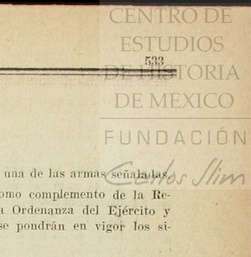 CENTRO DE
ESTUDIOS
DE HISTORIA
DE MEXICO
FUNDACIÓN
Carlos Slim
533
una de las armas señaladas.
omo complemento de la Re-
a Ordenanza del Ejército y
se pondrán en vigor los si-